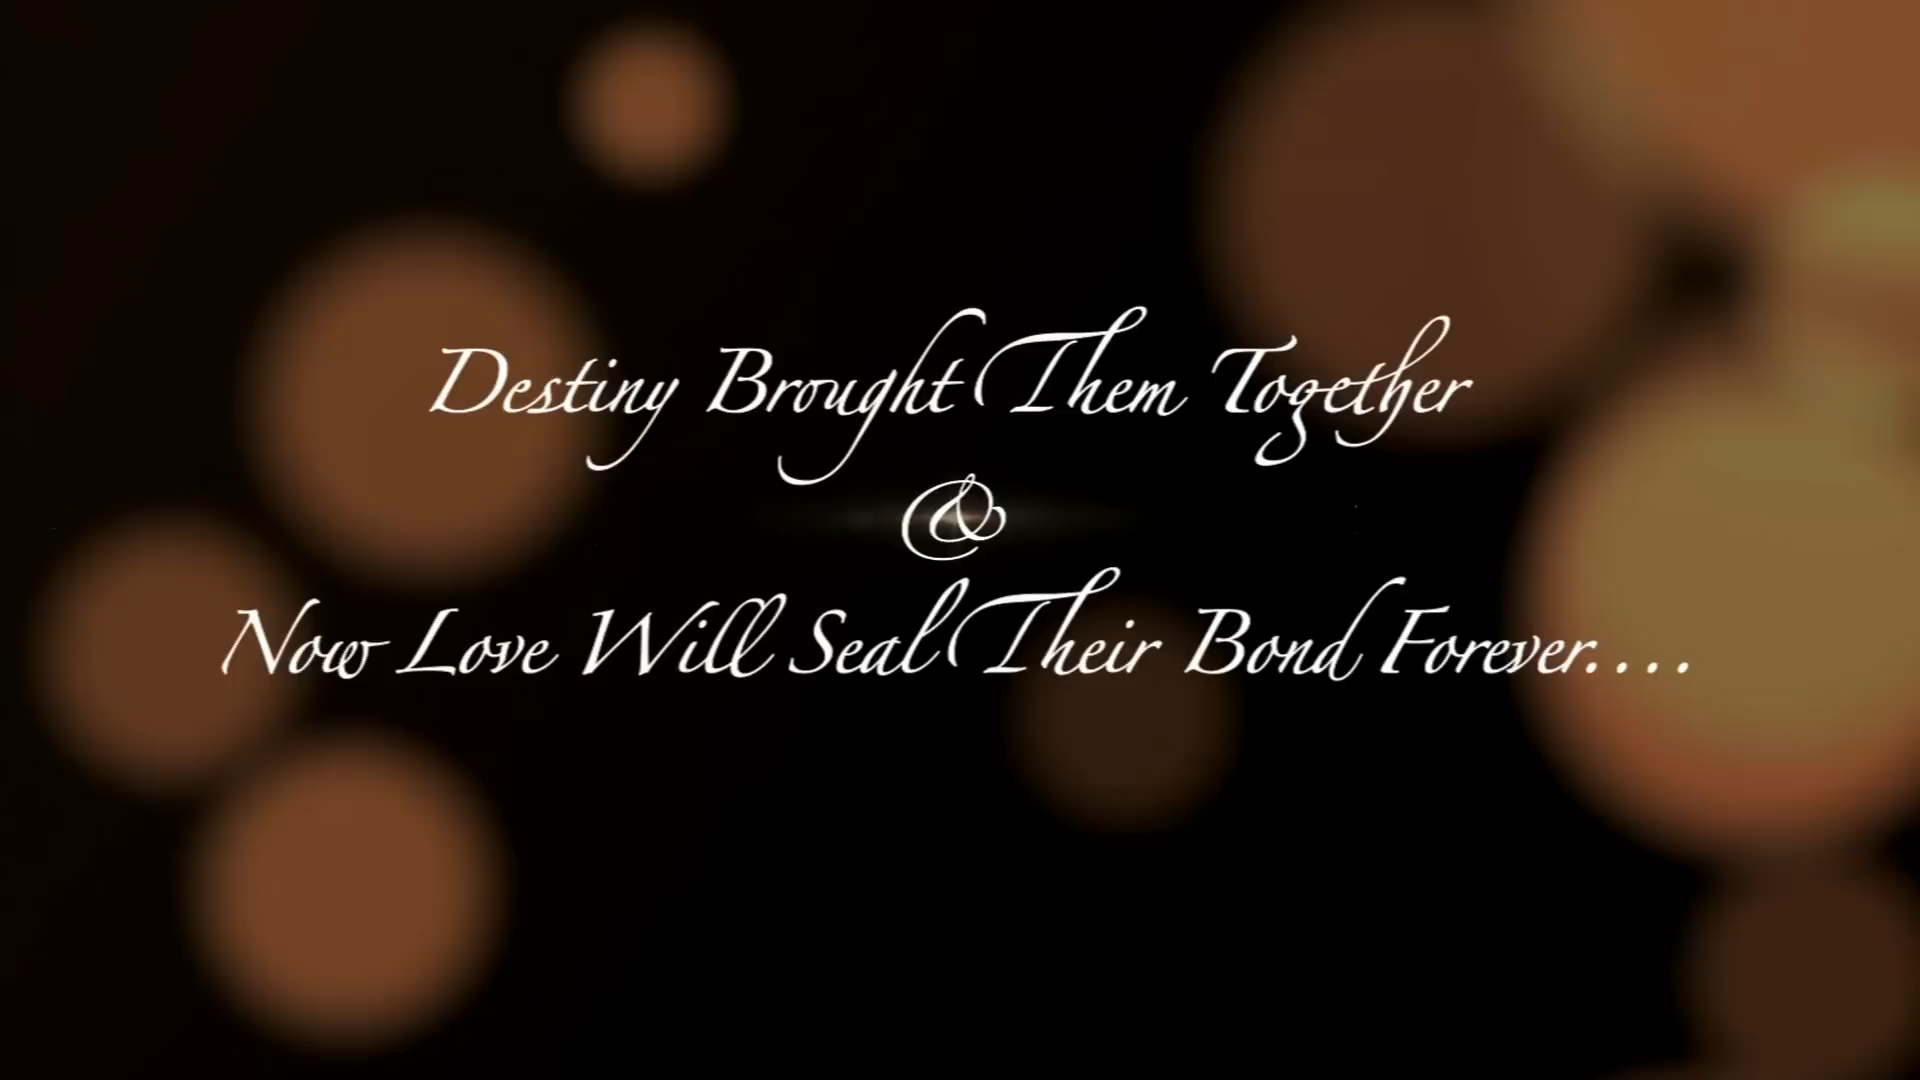 Destiny Brought Them Together
&
Now Love Will Seal Their Bond Forever....